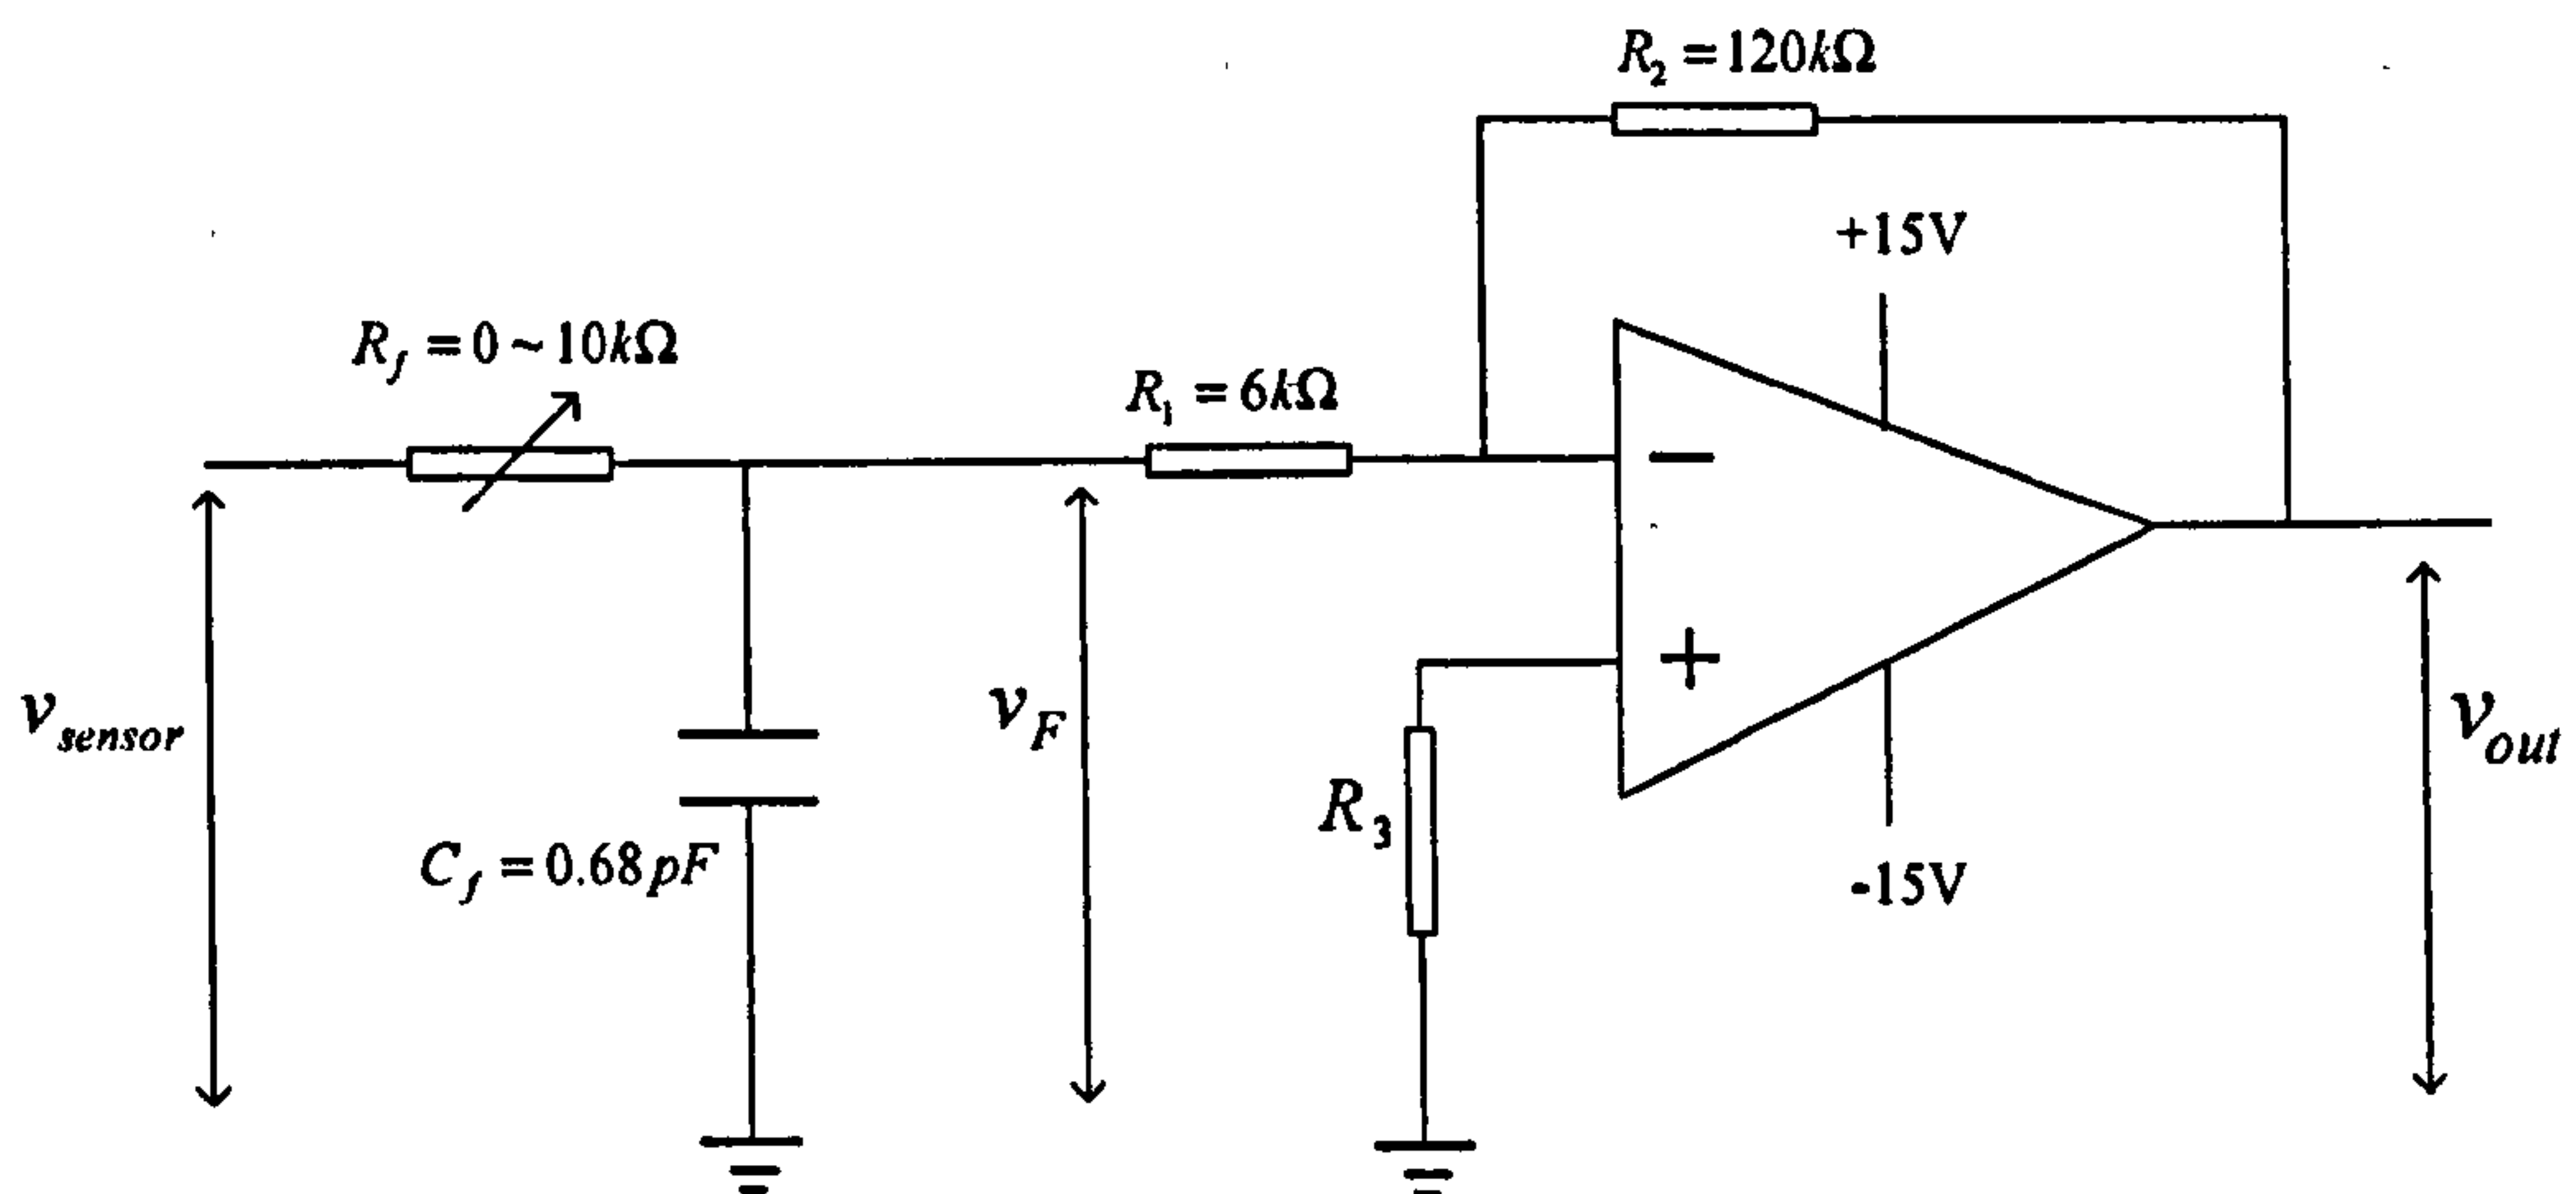 R₂ = 120kΩ
+15V
R_f = 0 ~ 10kΩ
R₁ = 6kΩ
−
+
v_sensor
v_F
R₃
v_out
C_f = 0.68pF
-15V